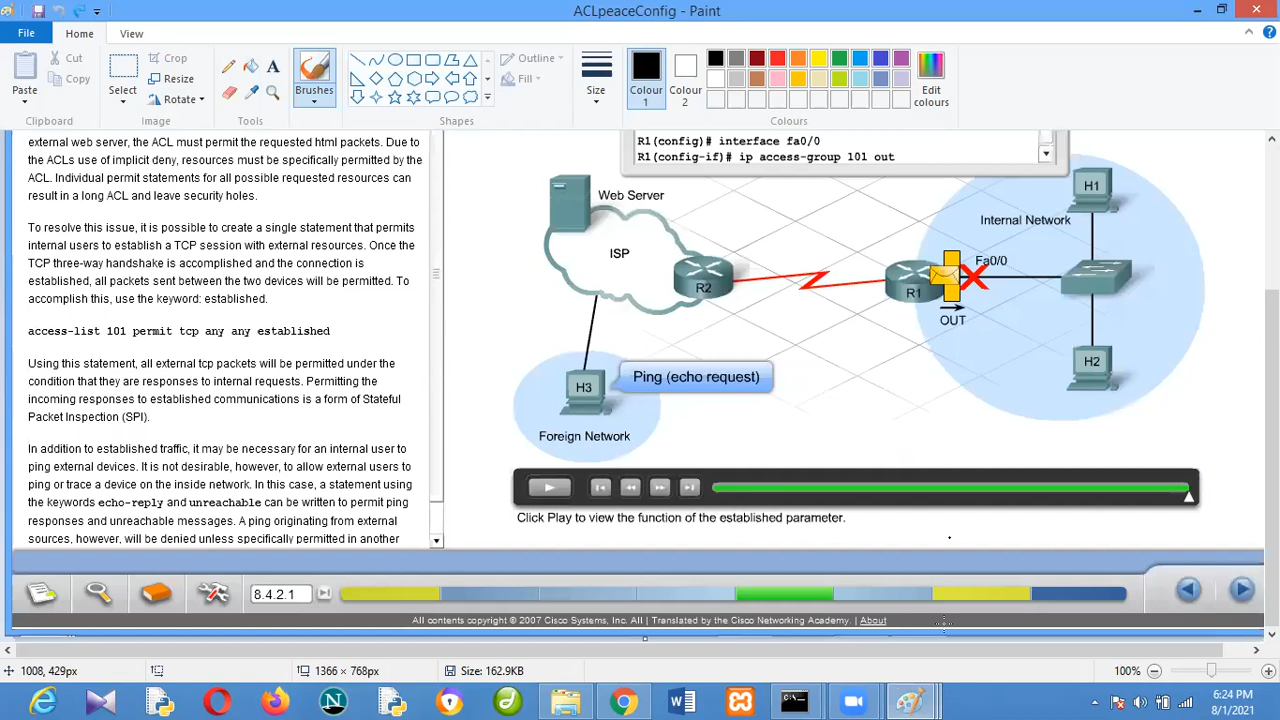 ACLpeaceConfig - Paint
File
Home
View
Paste
Cut
Copy
Clipboard
Select
Crop
Resize
Rotate
Image
A
Tools
Brushes
Outline
Fill
Shapes
Size
Colour
1
Colour
2
Edit
colours
Colours
external web server, the ACL must permit the requested html packets. Due to
the ACLs use of implicit deny, resources must be specifically permitted by the
ACL. Individual permit statements for all possible requested resources can
result in a long ACL and leave security holes.
To resolve this issue, it is possible to create a single statement that permits
internal users to establish a TCP session with external resources. Once the
TCP three-way handshake is accomplished and the connection is
established, all packets sent between the two devices will be permitted. To
accomplish this, use the keyword: established.
access-list 101 permit tcp any any established
Using this statement, all external tcp packets will be permitted under the
condition that they are responses to internal requests. Permitting the
incoming responses to established communications is a form of Stateful
Packet Inspection (SPI).
In addition to established traffic, it may be necessary for an internal user to
ping external devices. It is not desirable, however, to allow external users to
ping or trace a device on the inside network. In this case, a statement using
the keywords echo-reply and unreachable can be written to permit ping
responses and unreachable messages. A ping originating from external
sources, however, will be denied unless specifically permitted in another
R1(config)# interface fa0/0
R1(config-if)# ip access-group 101 out
Web Server
ISP
R2
R1
OUT
Fa0/0
Internal Network
H1
H2
H3
Ping (echo request)
Foreign Network
Click Play to view the function of the established parameter.
8.4.2.1
All contents copyright © 2007 Cisco Systems, Inc. All | Translated by the Cisco Networking Academy. | About
1008, 429px
1366 × 768px
Size: 162.9KB
100%
6:24 PM
8/1/2021